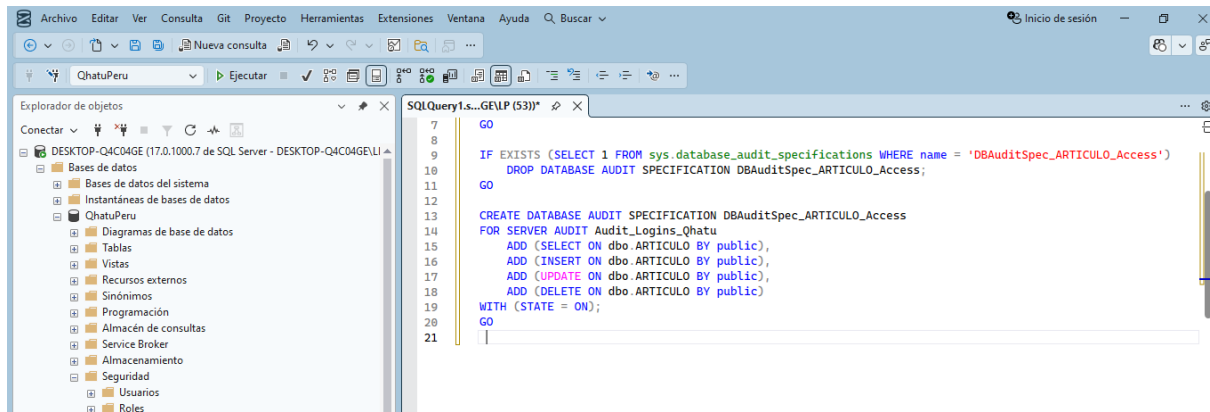 Archivo Editar Ver Consulta Git Proyecto Herramientas Extensiones Ventana Ayuda Buscar Inicio de sesión
Nueva consulta
QhatuPeru Ejecutar
Explorador de objetos
Conectar
DESKTOP-Q4C04GE (17.0.1000.7 de SQL Server - DESKTOP-Q4C04GE\LI
Bases de datos
Bases de datos del sistema
Instantáneas de bases de datos
QhatuPeru
Diagramas de base de datos
Tablas
Vistas
Recursos externos
Sinónimos
Programación
Almacén de consultas
Service Broker
Almacenamiento
Seguridad
Usuarios
Roles
SQLQuery1.s...GE\LP (53))*
7 GO
8
9 IF EXISTS (SELECT 1 FROM sys.database_audit_specifications WHERE name = 'DBAuditSpec_ARTICULO_Access')
10 DROP DATABASE AUDIT SPECIFICATION DBAuditSpec_ARTICULO_Access;
11 GO
12
13 CREATE DATABASE AUDIT SPECIFICATION DBAuditSpec_ARTICULO_Access
14 FOR SERVER AUDIT Audit_Logins_Qhatu
15 ADD (SELECT ON dbo.ARTICULO BY public),
16 ADD (INSERT ON dbo.ARTICULO BY public),
17 ADD (UPDATE ON dbo.ARTICULO BY public),
18 ADD (DELETE ON dbo.ARTICULO BY public)
19 WITH (STATE = ON);
20 GO
21